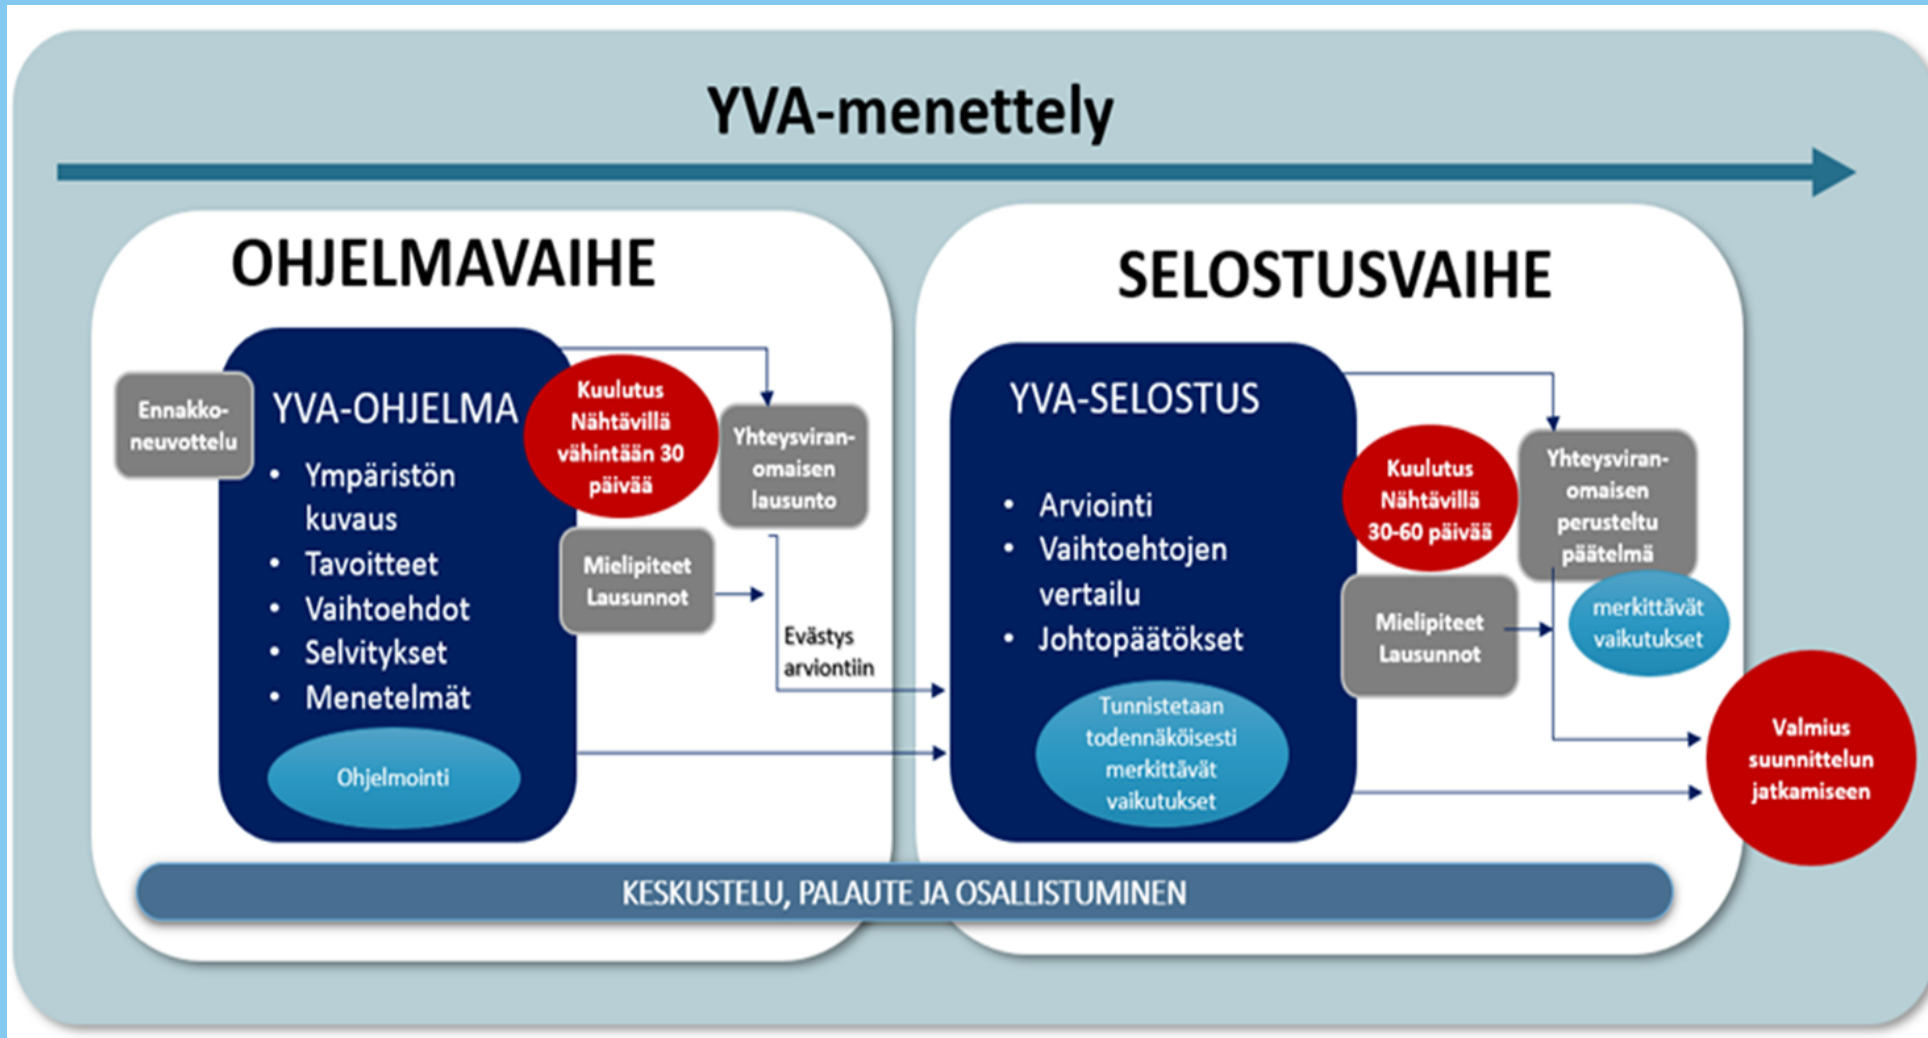 YVA-menettely
OHJELMAVAIHE
Ennakko-
neuvottelu
YVA-OHJELMA
• Ympäristön
kuvaus
• Tavoitteet
• Vaihtoehdot
• Selvitykset
• Menetelmät
Ohjelmointi
Kuulutus
Nähtävillä
vähintään 30
päivää
Mielipiteet
Lausunnot
Yhteysviran-
omaisen
lausunto
Evästys
arviontiin
SELOSTUSVAIHE
YVA-SELOSTUS
• Arviointi
• Vaihtoehtojen
vertailu
• Johtopäätökset
Tunnistetaan
todennäköisesti
merkittävät
vaikutukset
Kuulutus
Nähtävillä
30-60 päivää
Mielipiteet
Lausunnot
Yhteysviran-
omaisen
perusteltu
päätelmä
merkittävät
vaikutukset
Valmius
suunnittelun
jatkamiseen
KESKUSTELU, PALAUTE JA OSALLISTUMINEN